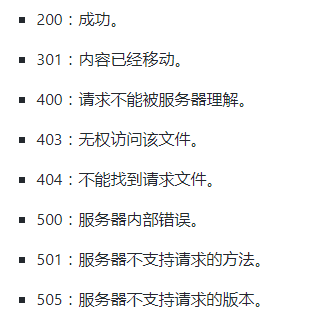 200：成功。
301：内容已经移动。
400：请求不能被服务器理解。
403：无权访问该文件。
404：不能找到请求文件。
500：服务器内部错误。
501：服务器不支持请求的方法。
505：服务器不支持请求的版本。